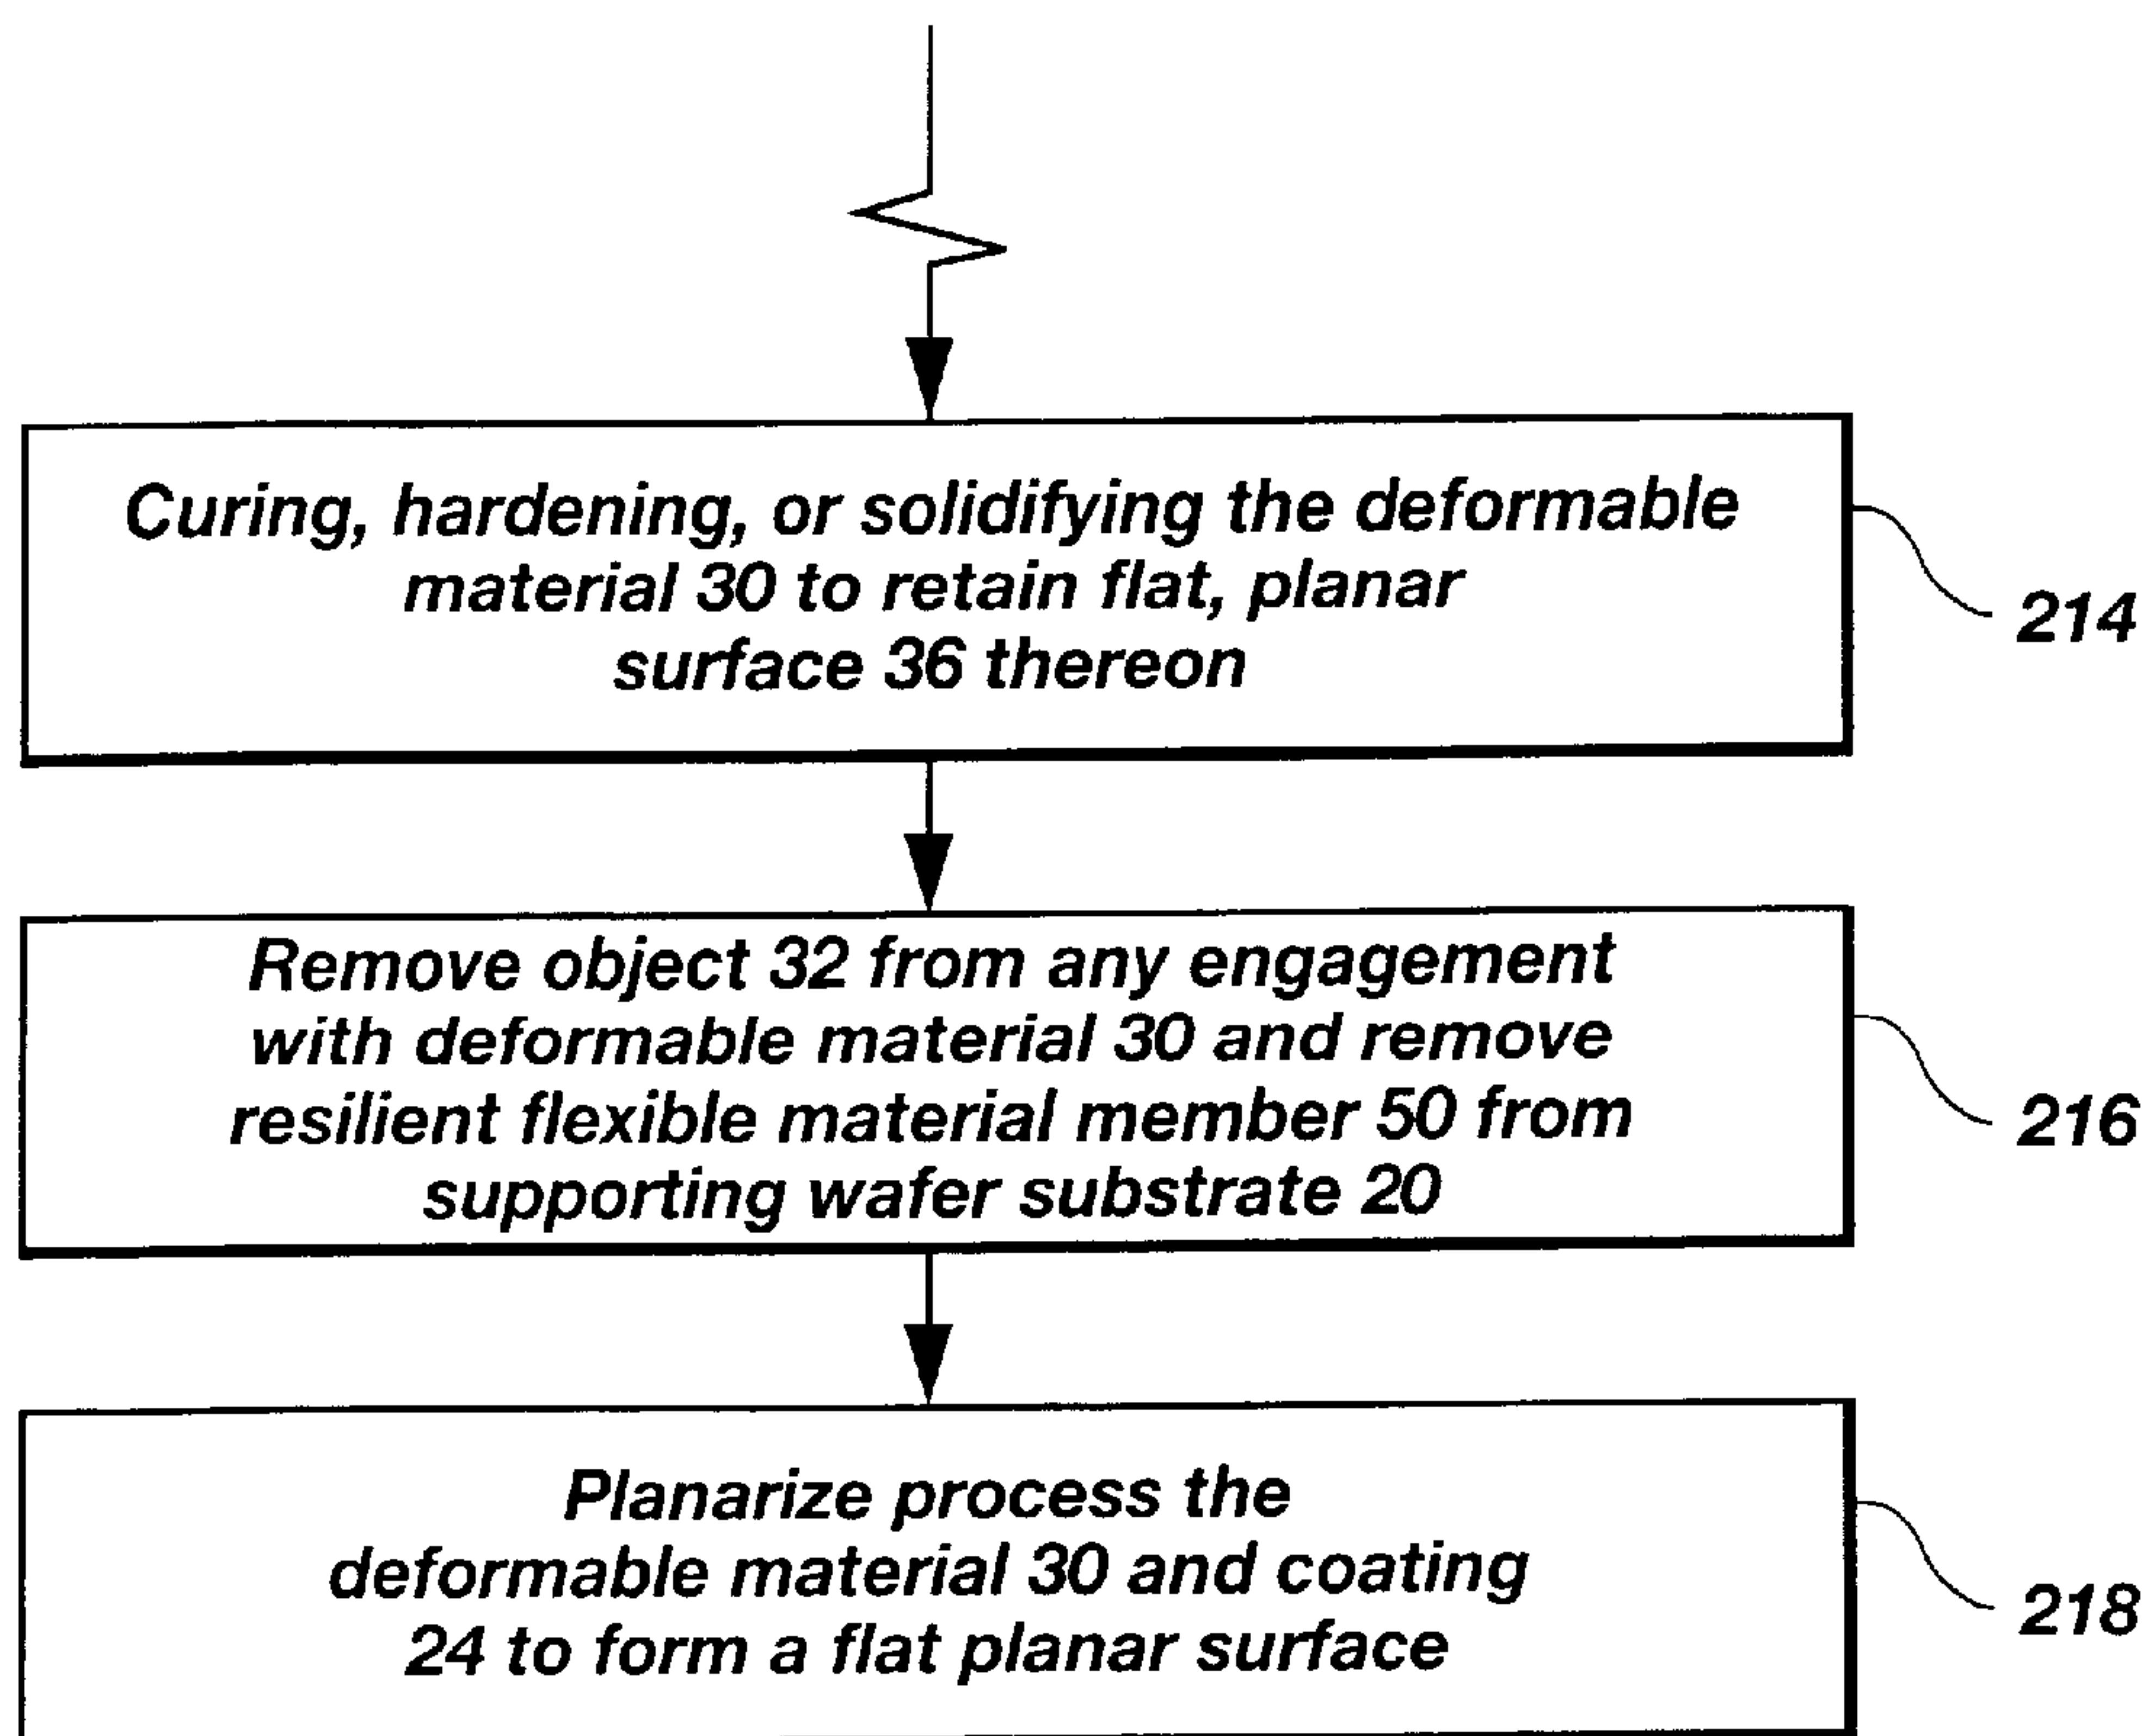 Curing, hardening, or solidifying the deformable
material 30 to retain flat, planar
surface 36 thereon
214
Remove object 32 from any engagement
with deformable material 30 and remove
resilient flexible material member 50 from
supporting wafer substrate 20
216
Planarize process the
deformable material 30 and coating
24 to form a flat planar surface
218